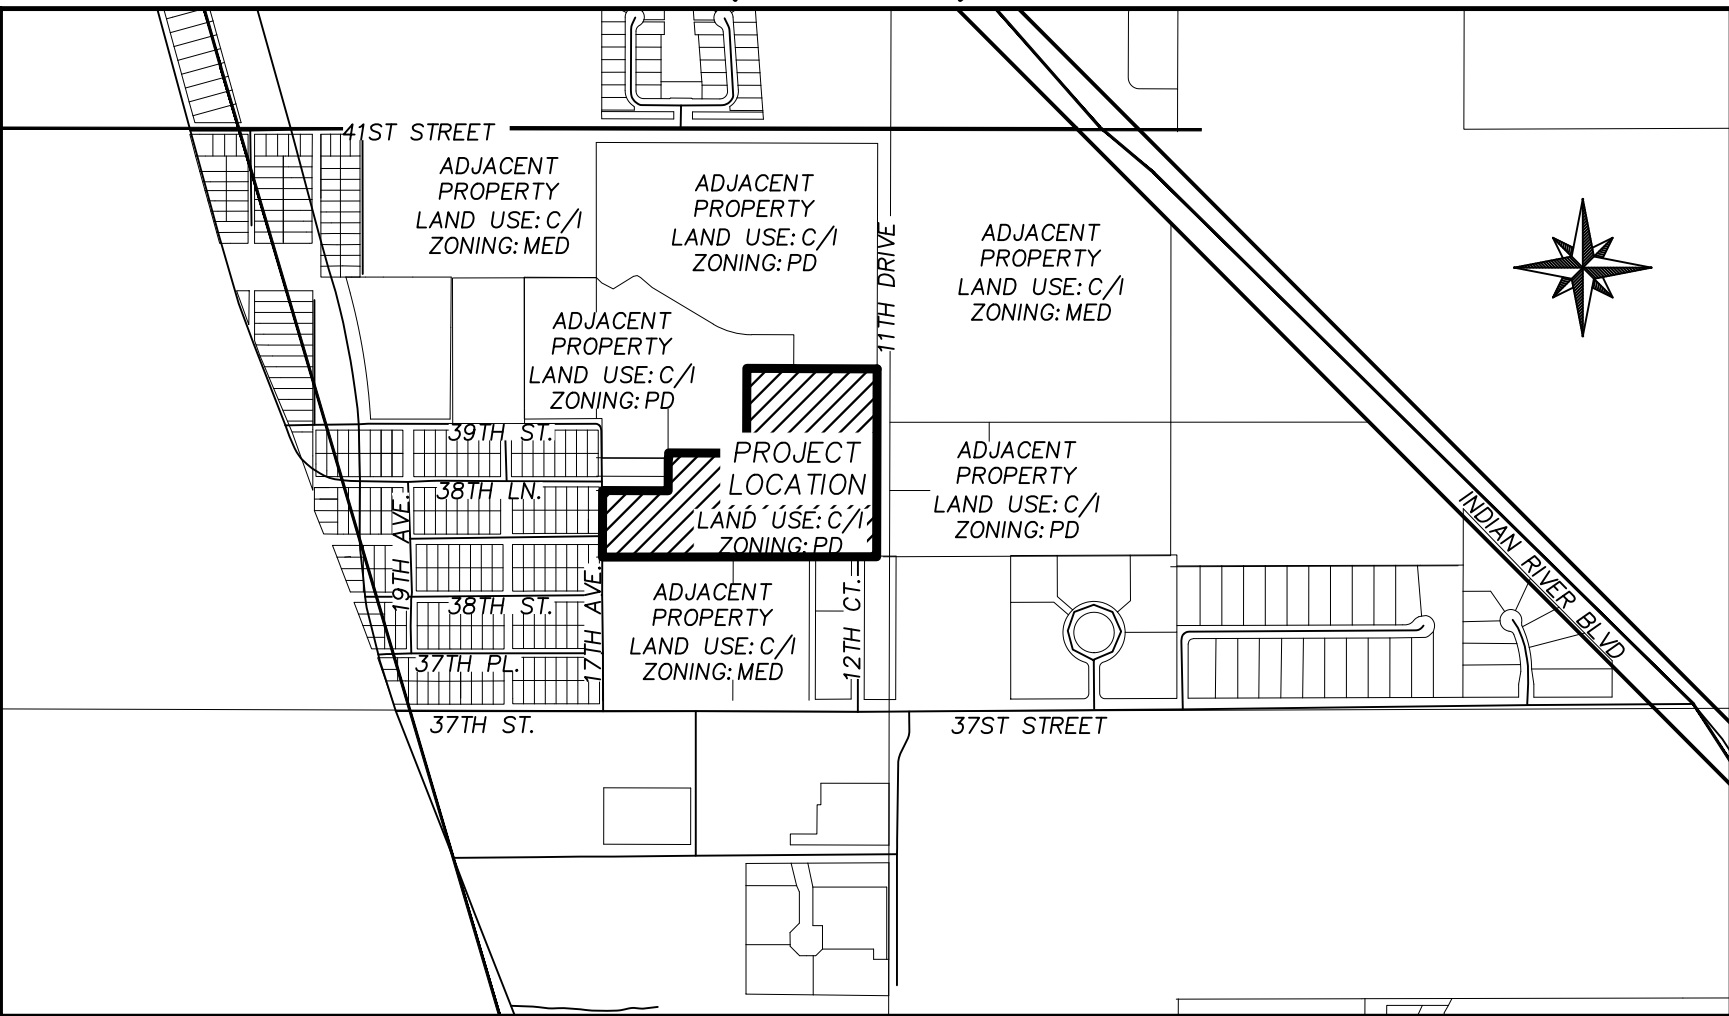 41ST STREET
ADJACENT
PROPERTY
LAND USE: C/I
ZONING: MED
ADJACENT
PROPERTY
LAND USE: C/I
ZONING: PD
11TH DRIVE
ADJACENT
PROPERTY
LAND USE: C/I
ZONING: MED
ADJACENT
PROPERTY
LAND USE: C/I
ZONING: PD
39TH ST.
38TH LN.
19TH AVE.
38TH ST.
37TH PL.
17TH AVE.
PROJECT
LOCATION
LAND USE: C/I
ZONING: PD
ADJACENT
PROPERTY
LAND USE: C/I
ZONING: PD
ADJACENT
PROPERTY
LAND USE: C/I
ZONING: MED
12TH CT.
INDIAN RIVER BLVD
37TH ST.
37ST STREET